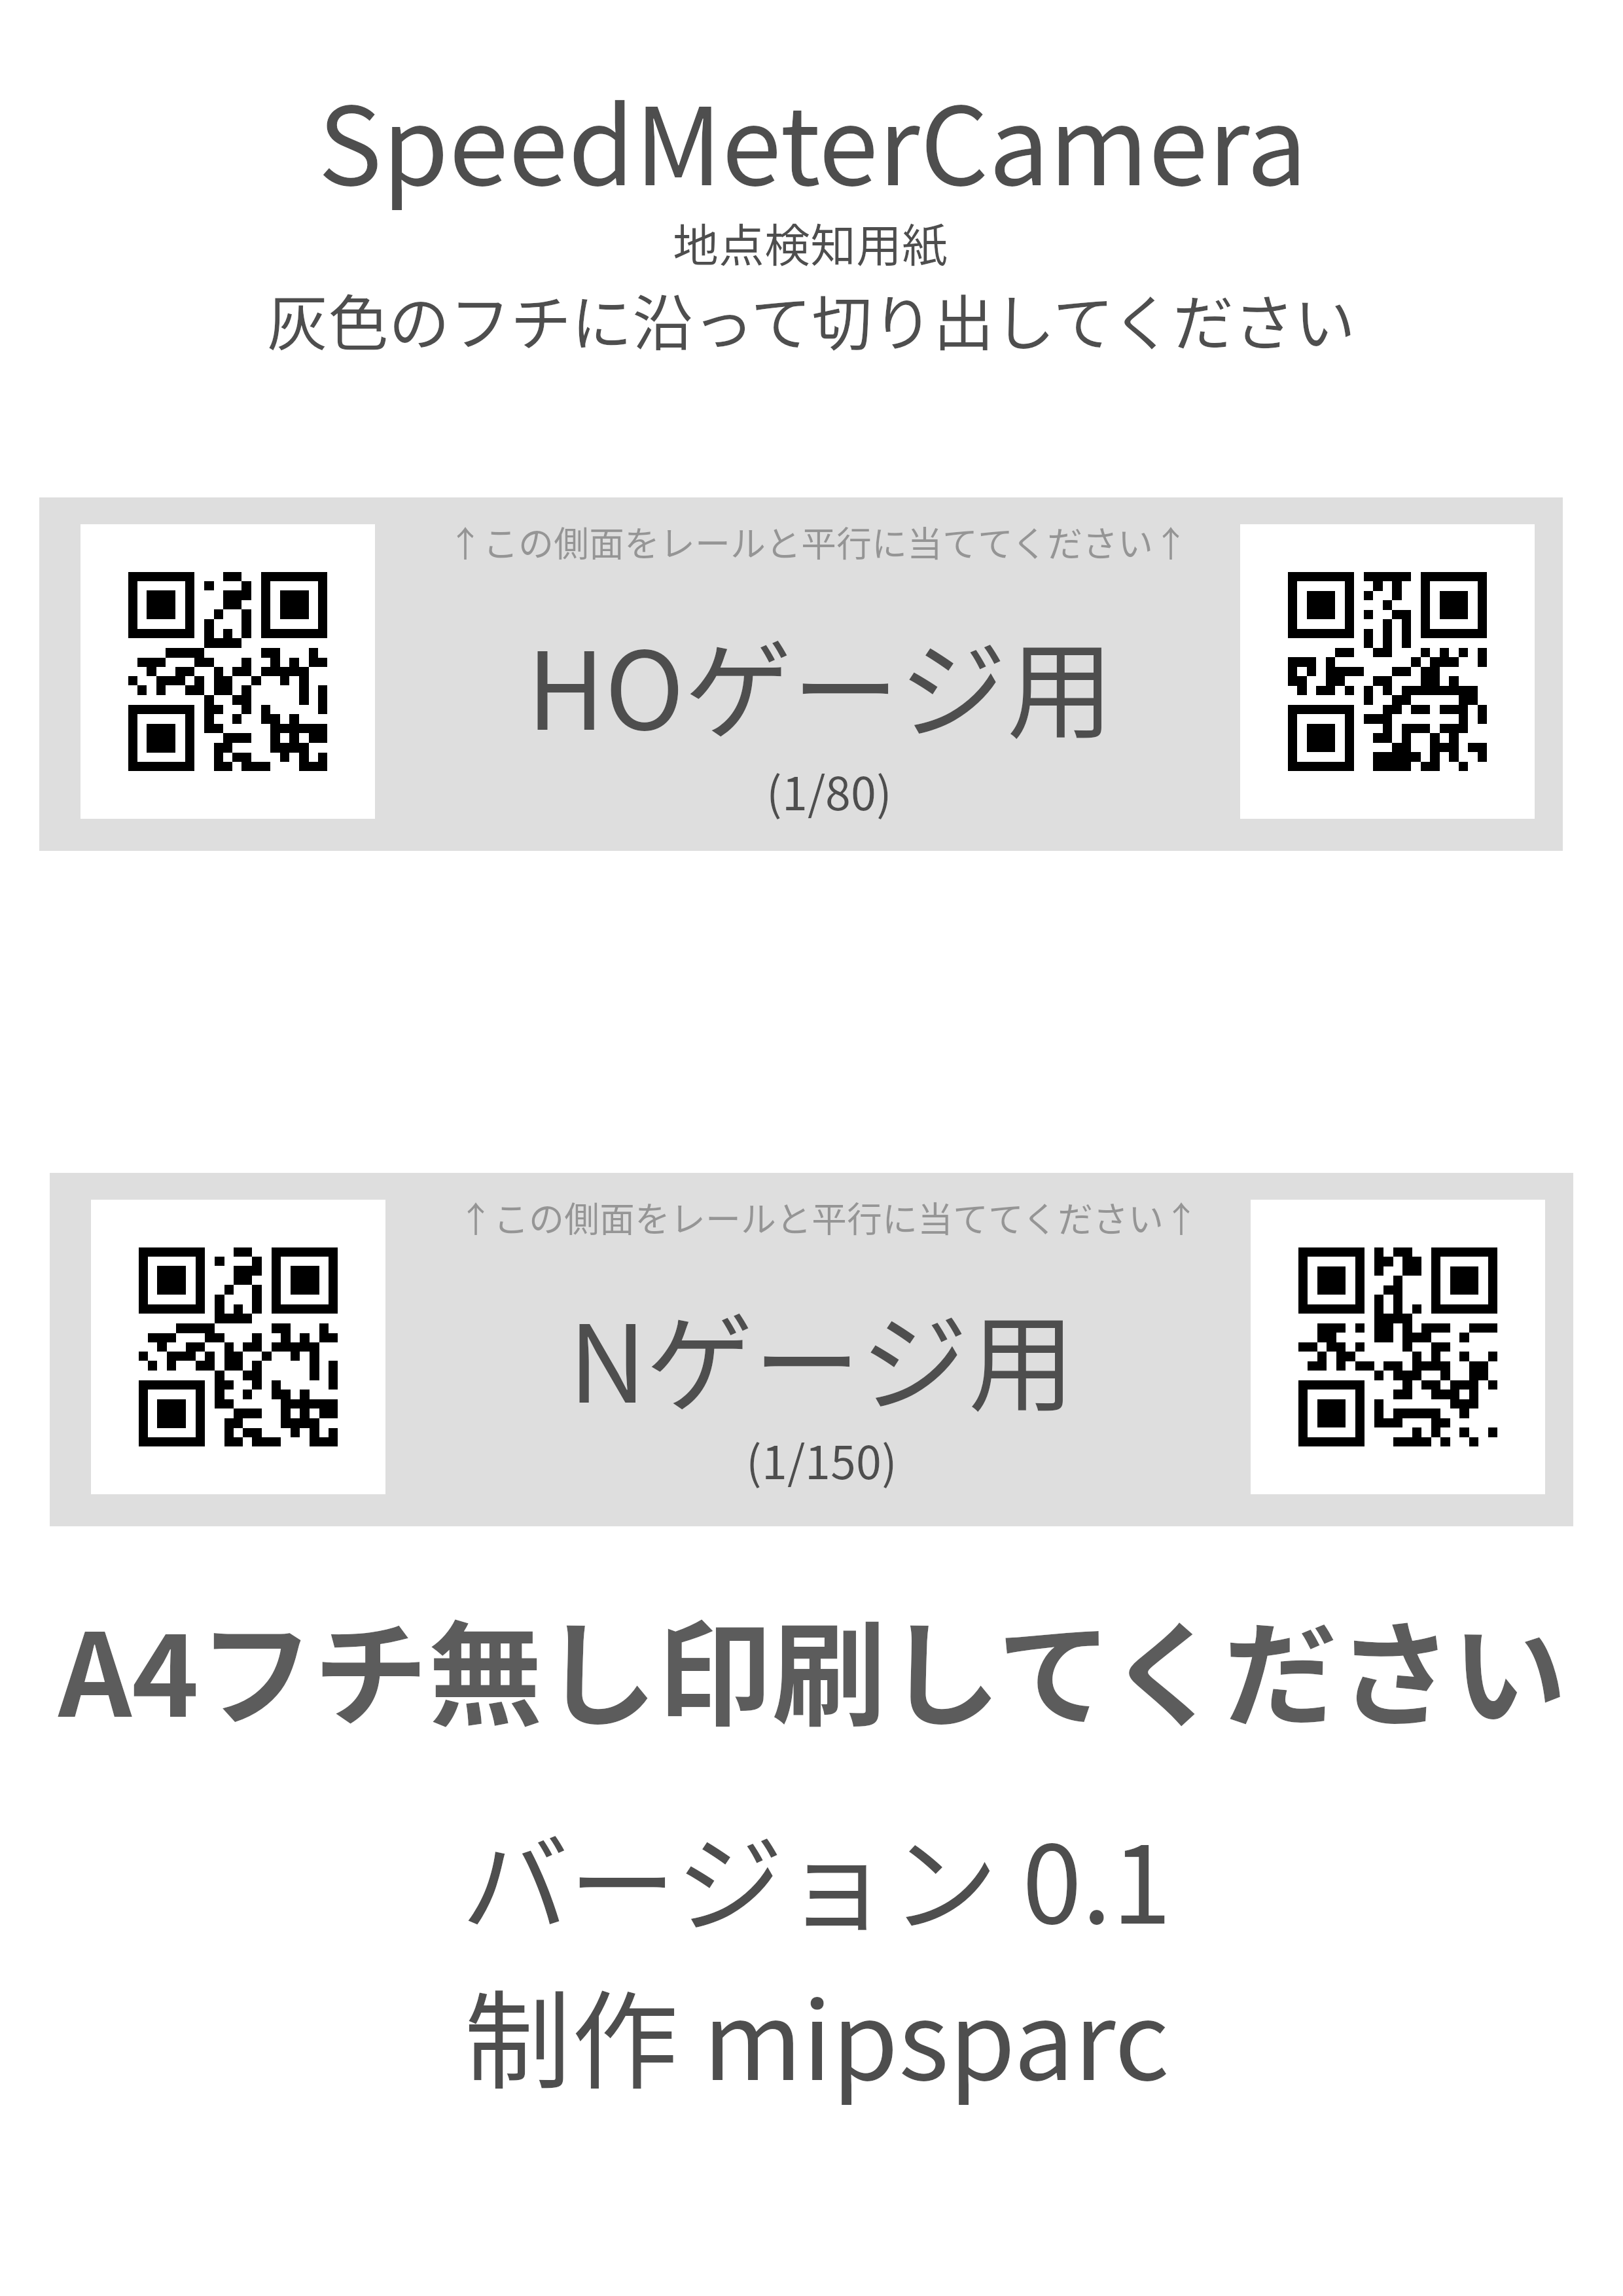 SpeedMeterCamera
地点検知用紙
灰色のフチに沿って切り出してください
↑この側面をレールと平行に当ててください↑
HOゲージ用
(1/80)
↑この側面をレールと平行に当ててください↑
Nゲージ用
(1/150)
A4フチ無し印刷してください
バージョン 0.1
制作 mipsparc